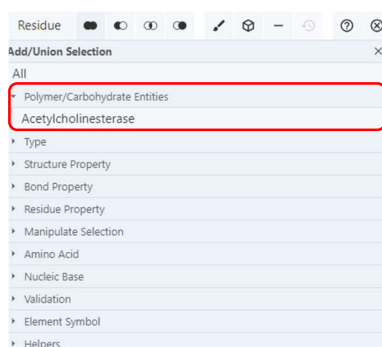 Residue
Add/Union Selection
All
Polymer/Carbohydrate Entities
Acetylcholinesterase
Type
Structure Property
Bond Property
Residue Property
Manipulate Selection
Amino Acid
Nucleic Base
Validation
Element Symbol
Helpers